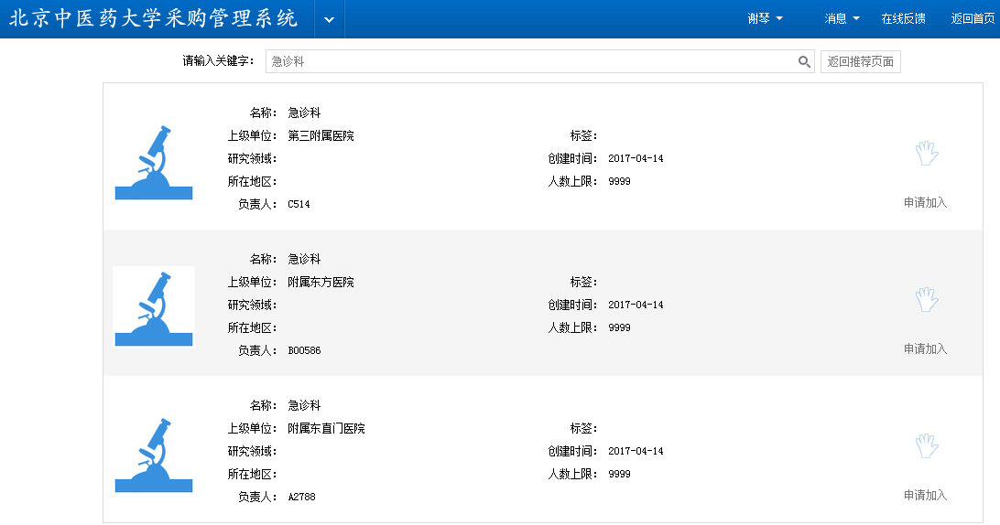 北京中医药大学采购管理系统 谢琴 消息 在线反馈 返回首页
请输入关键字： 急诊科 返回推荐页面
名称： 急诊科
上级单位： 第三附属医院 标签：
研究领域： 创建时间： 2017-04-14
所在地区： 人数上限： 9999
负责人： C514
申请加入
名称： 急诊科
上级单位： 附属东方医院 标签：
研究领域： 创建时间： 2017-04-14
所在地区： 人数上限： 9999
负责人： B00586
申请加入
名称： 急诊科
上级单位： 附属东直门医院 标签：
研究领域： 创建时间： 2017-04-14
所在地区： 人数上限： 9999
负责人： A2788
申请加入